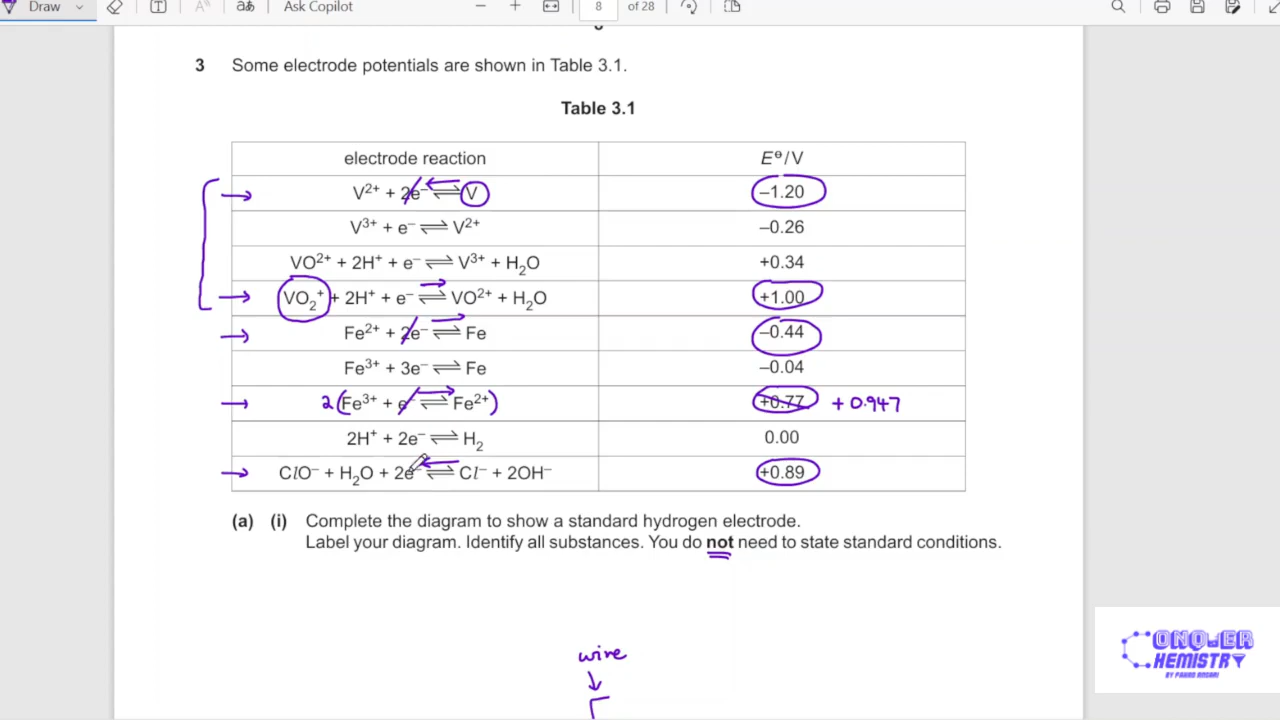 Draw
Ask Copilot
8 of 28
3 Some electrode potentials are shown in Table 3.1.
Table 3.1
electrode reaction E⦵/V
V²⁺ + 2e⁻ ⇌ V –1.20
V³⁺ + e⁻ ⇌ V²⁺ –0.26
VO²⁺ + 2H⁺ + e⁻ ⇌ V³⁺ + H₂O +0.34
VO₂⁺ + 2H⁺ + e⁻ ⇌ VO²⁺ + H₂O +1.00
Fe²⁺ + 2e⁻ ⇌ Fe –0.44
Fe³⁺ + 3e⁻ ⇌ Fe –0.04
2(Fe³⁺ + e⁻ ⇌ Fe²⁺) +0.77 +0.947
2H⁺ + 2e⁻ ⇌ H₂ 0.00
ClO⁻ + H₂O + 2e⁻ ⇌ Cl⁻ + 2OH⁻ +0.89
(a) (i) Complete the diagram to show a standard hydrogen electrode.
Label your diagram. Identify all substances. You do not need to state standard conditions.
wire
CONQUER
CHEMISTRY
BY FAHAD ANSARI